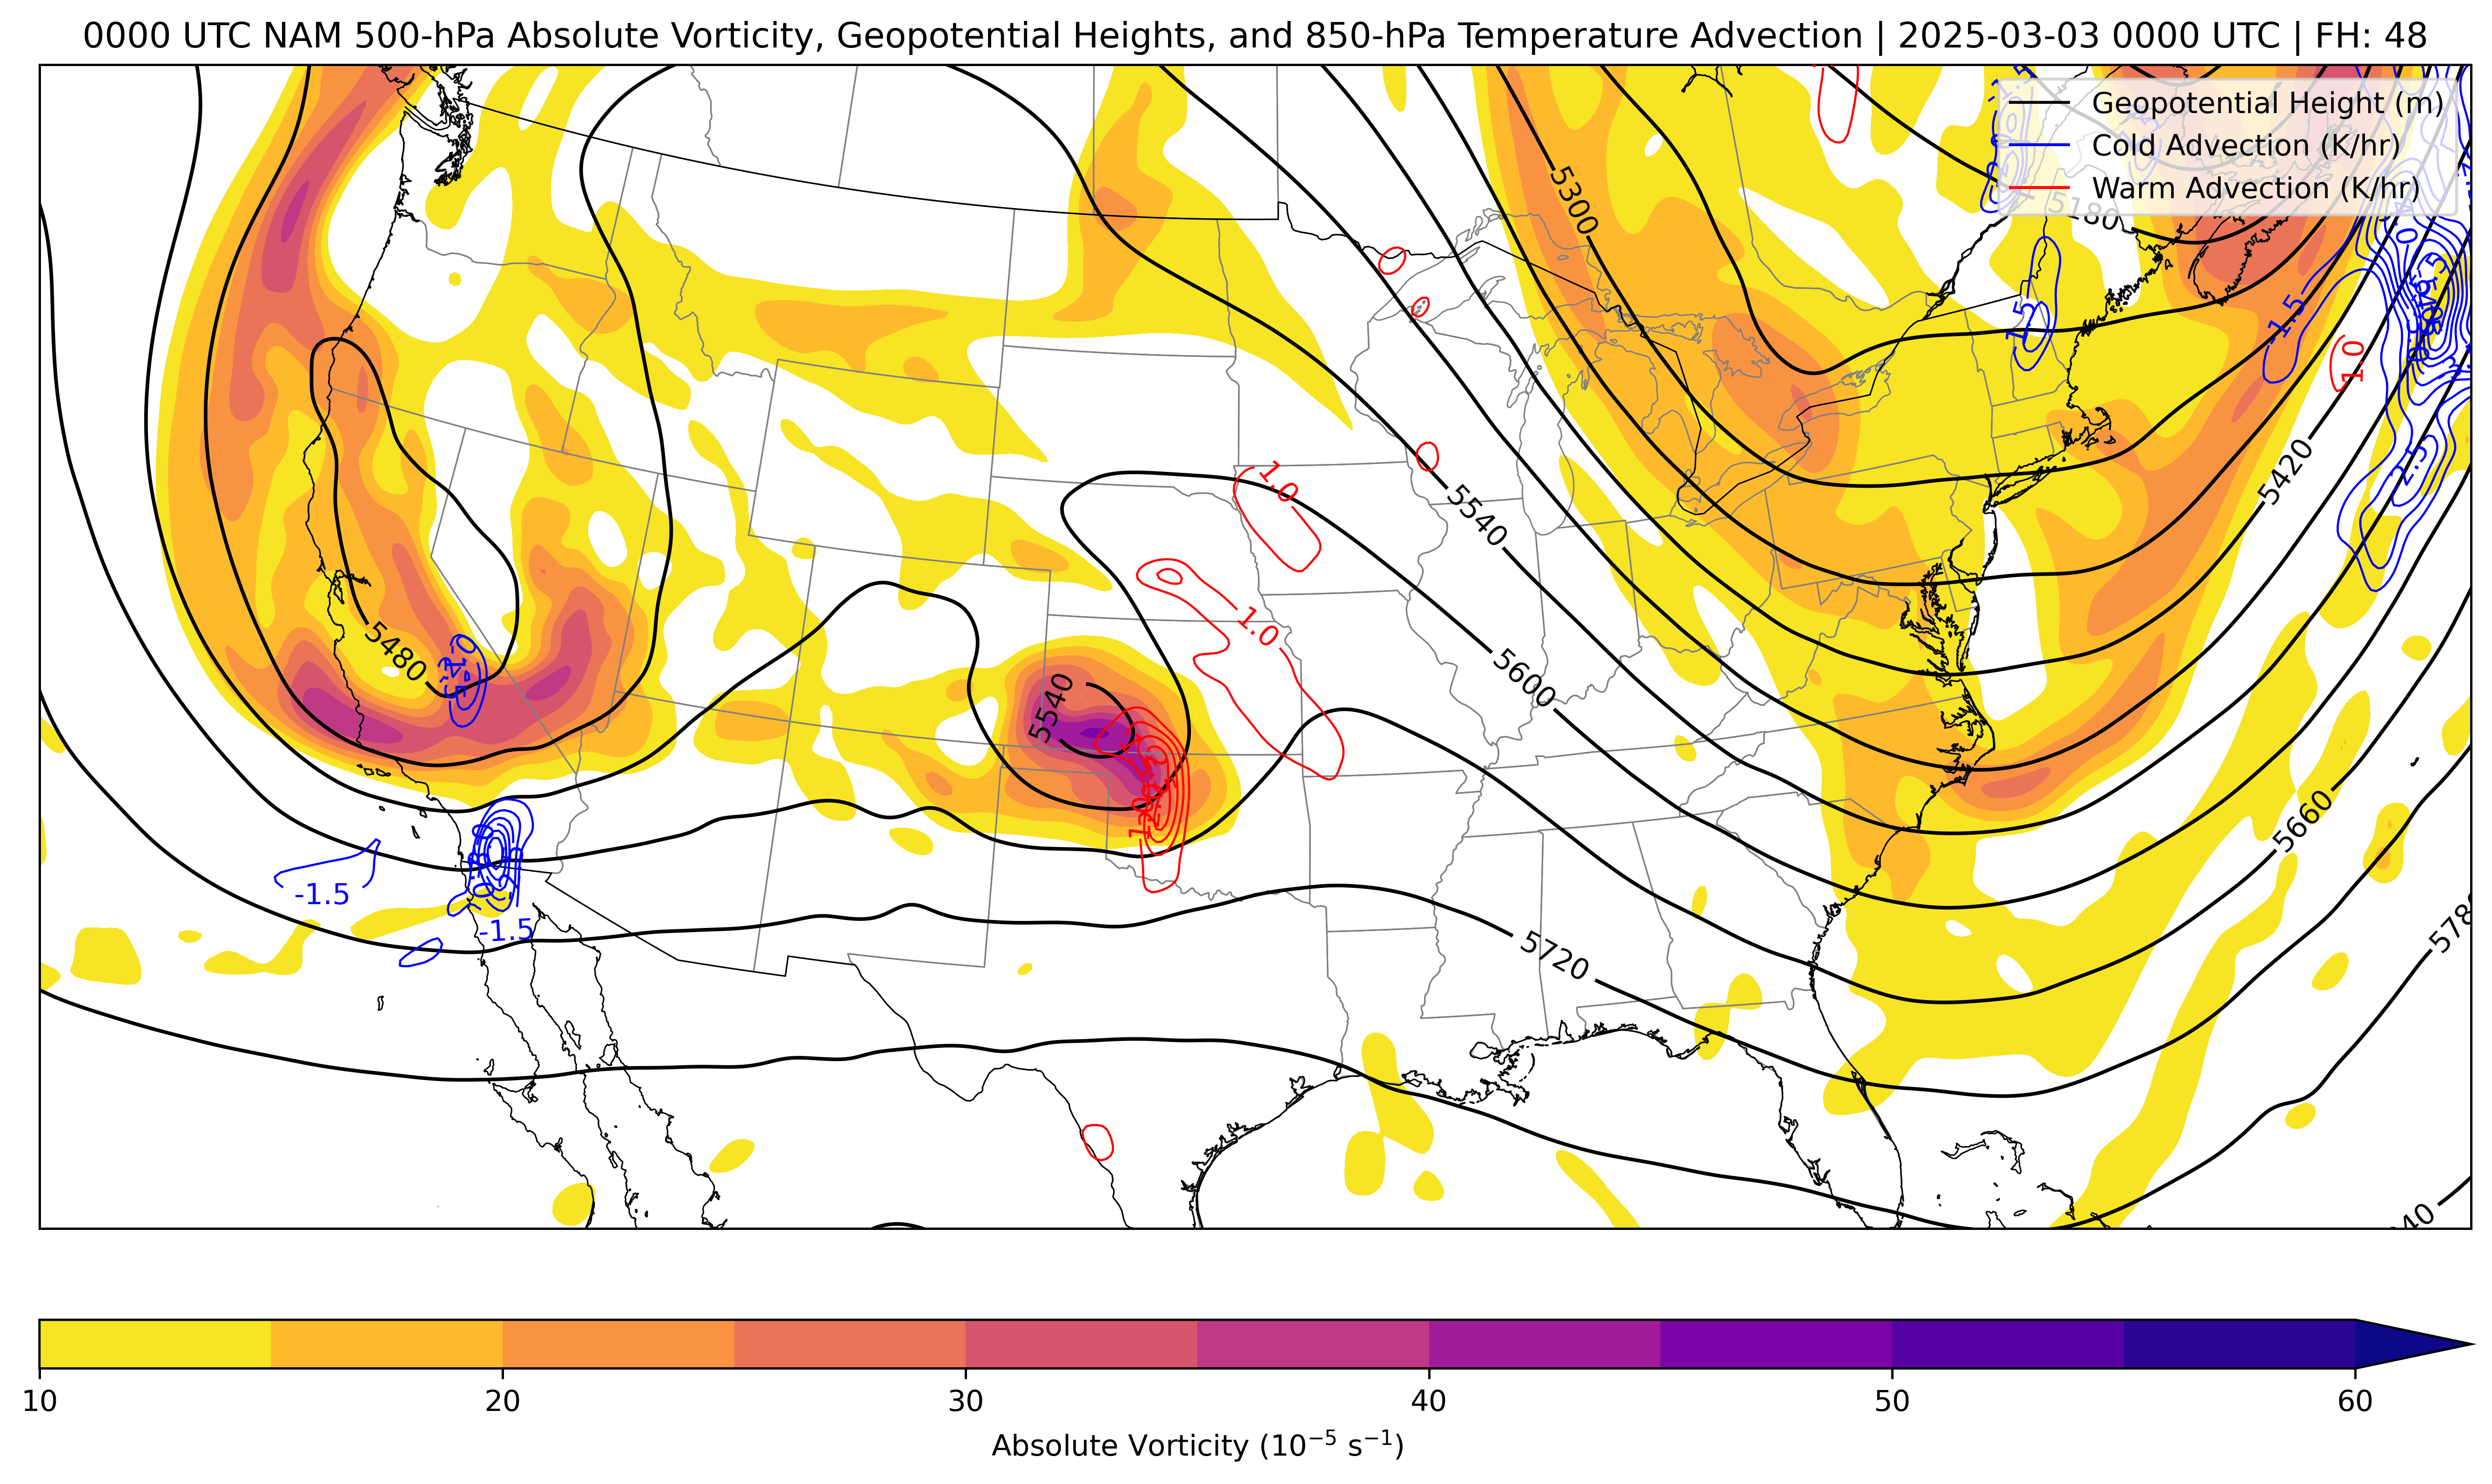 0000 UTC NAM 500-hPa Absolute Vorticity, Geopotential Heights, and 850-hPa Temperature Advection | 2025-03-03 0000 UTC | FH: 48
Geopotential Height (m)
Cold Advection (K/hr)
Warm Advection (K/hr)
-1.5
5300
5180
-1.5
-1.5
1.0
1.0
5420
5540
1.0
5480
5600
5540
5660
-1.5
-1.5
5720
10 20 30 40 50 60
Absolute Vorticity (10⁻⁵ s⁻¹)